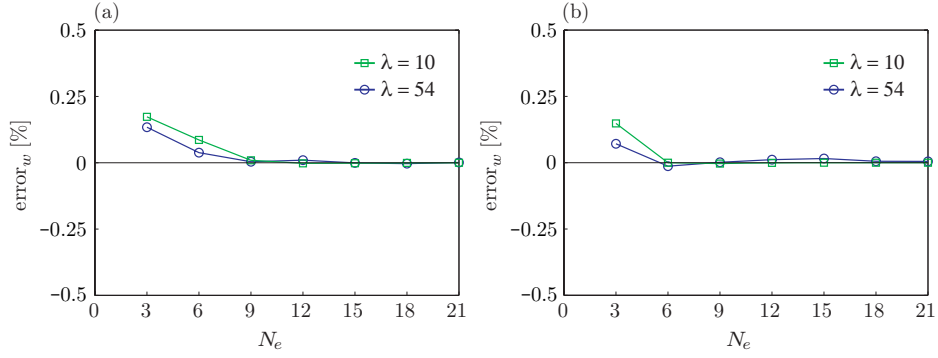 (a)
0.5
0.25
0
-0.25
-0.5
error_w [%]
λ = 10
λ = 54
0 3 6 9 12 15 18 21
N_e
(b)
0.5
0.25
0
-0.25
-0.5
error_w [%]
λ = 10
λ = 54
0 3 6 9 12 15 18 21
N_e